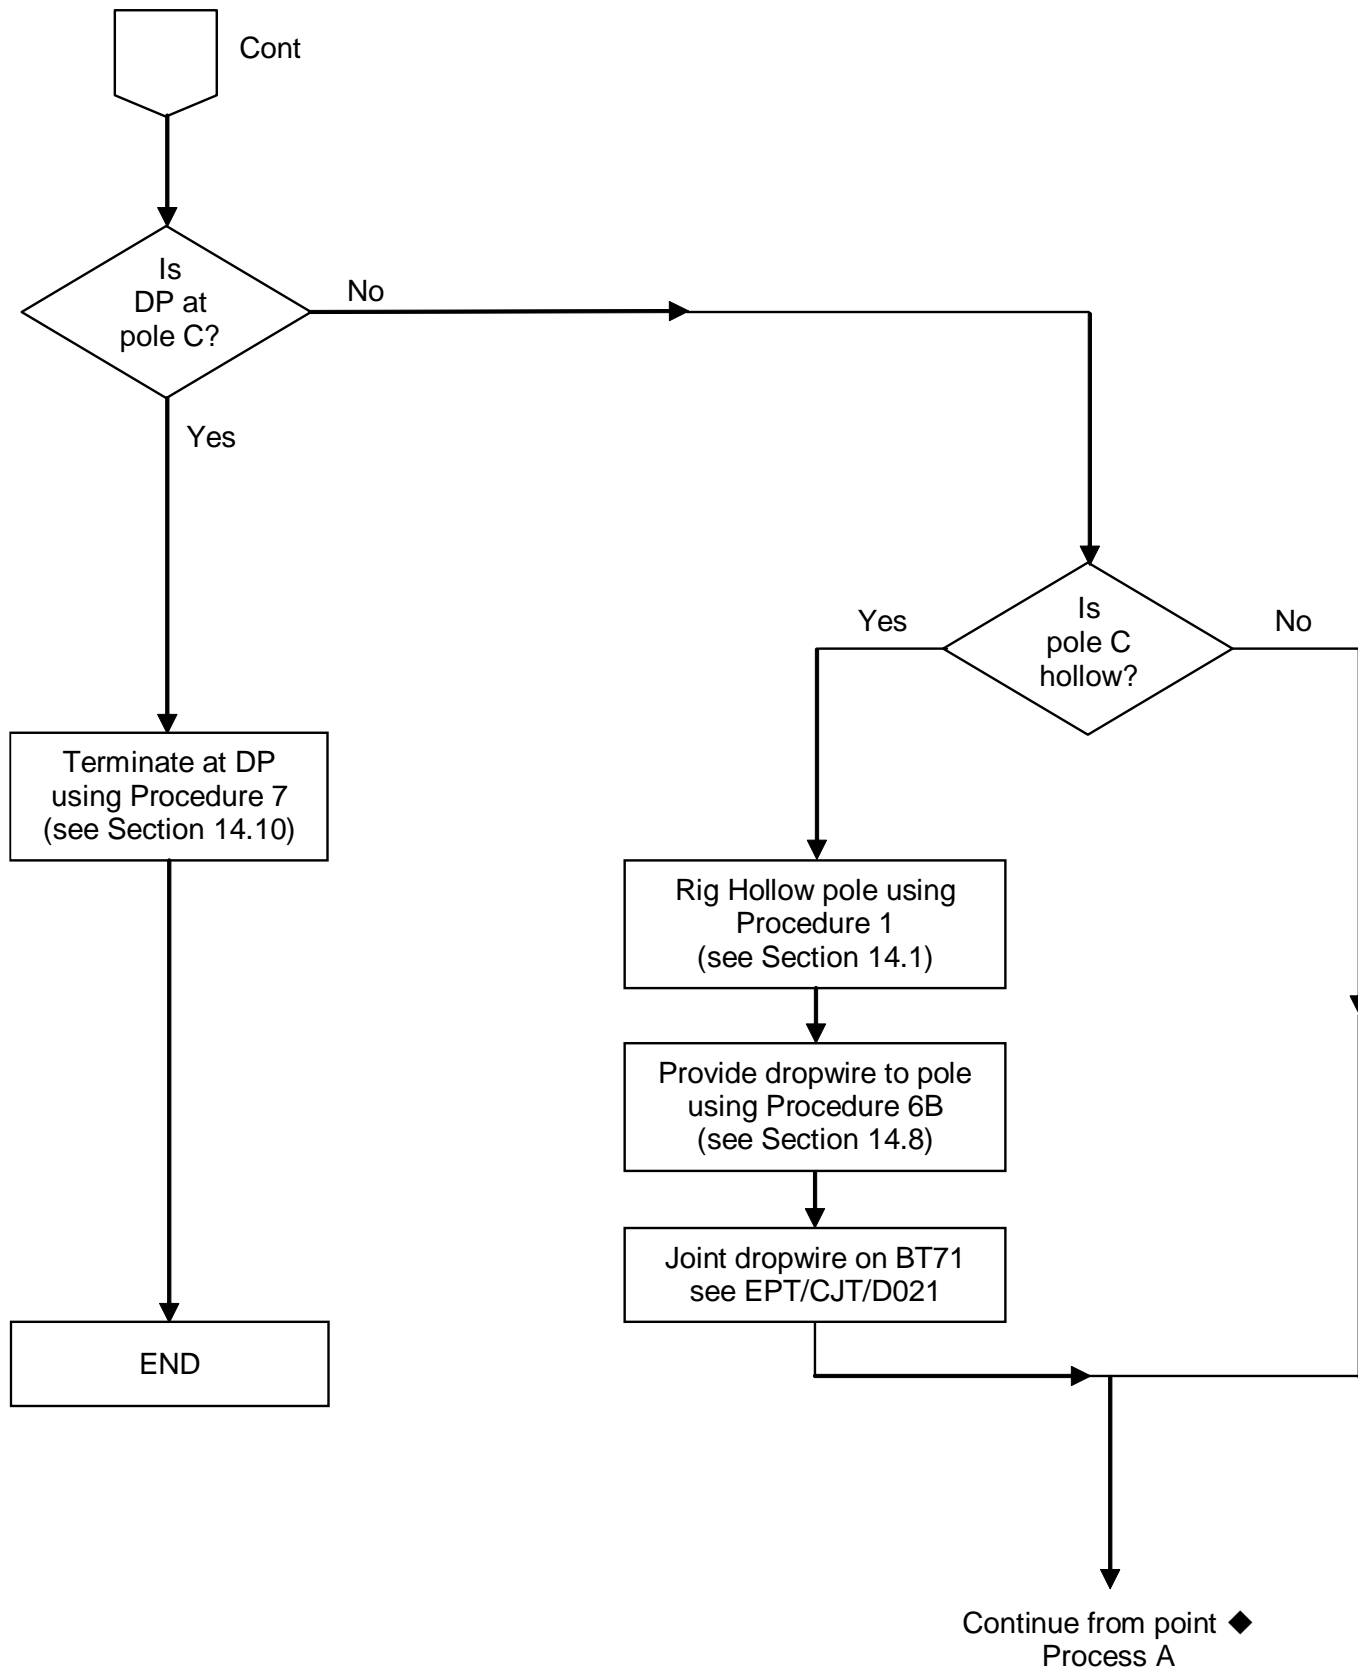 Cont
Is
DP at
pole C?
No
Yes
Is
pole C
hollow?
Yes
No
Terminate at DP
using Procedure 7
(see Section 14.10)
Rig Hollow pole using
Procedure 1
(see Section 14.1)
Provide dropwire to pole
using Procedure 6B
(see Section 14.8)
Joint dropwire on BT71
see EPT/CJT/D021
END
Continue from point ◆
Process A